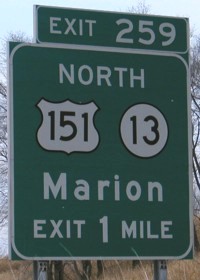 EXIT 259
NORTH
151 13
Marion
EXIT 1 MILE